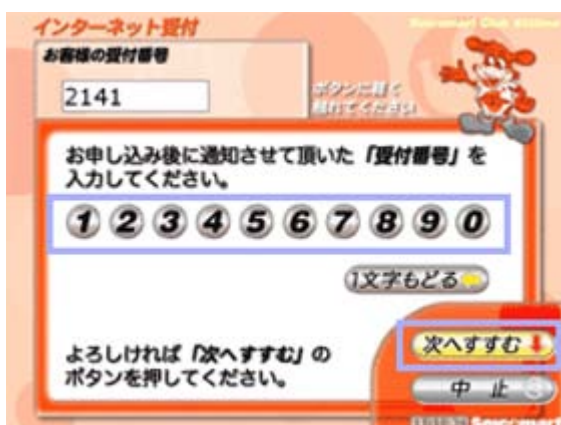 インターネット受付
お客様の受付番号
2141
ボタンに軽く
触れてください
お申し込み後に通知させて頂いた「受付番号」を
入力してください。
1 2 3 4 5 6 7 8 9 0
1文字もどる
よろしければ「次へすすむ」の
ボタンを押してください。
次へすすむ
中 止